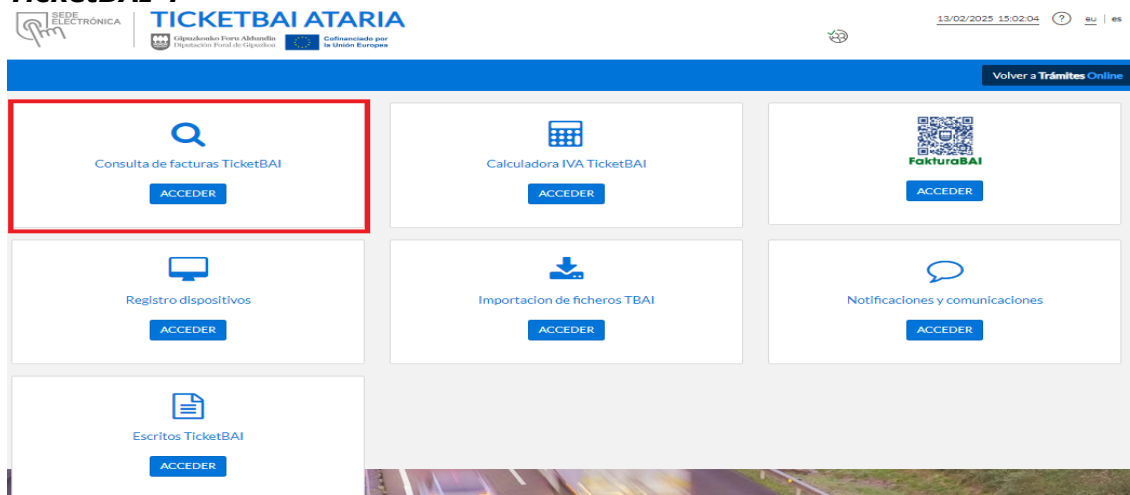 TicketBAI
SEDE
ELECTRÓNICA
TICKETBAI ATARIA
Gipuzkoako Foru Aldundia
Diputación Foral de Gipuzkoa
Cofinanciado por
la Unión Europea
13/02/2025 15:02:04 ? eu | es
Volver a Trámites Online
Consulta de facturas TicketBAI
ACCEDER
Calculadora IVA TicketBAI
ACCEDER
FakturaBAI
ACCEDER
Registro dispositivos
ACCEDER
Importacion de ficheros TBAI
ACCEDER
Notificaciones y comunicaciones
ACCEDER
Escritos TicketBAI
ACCEDER